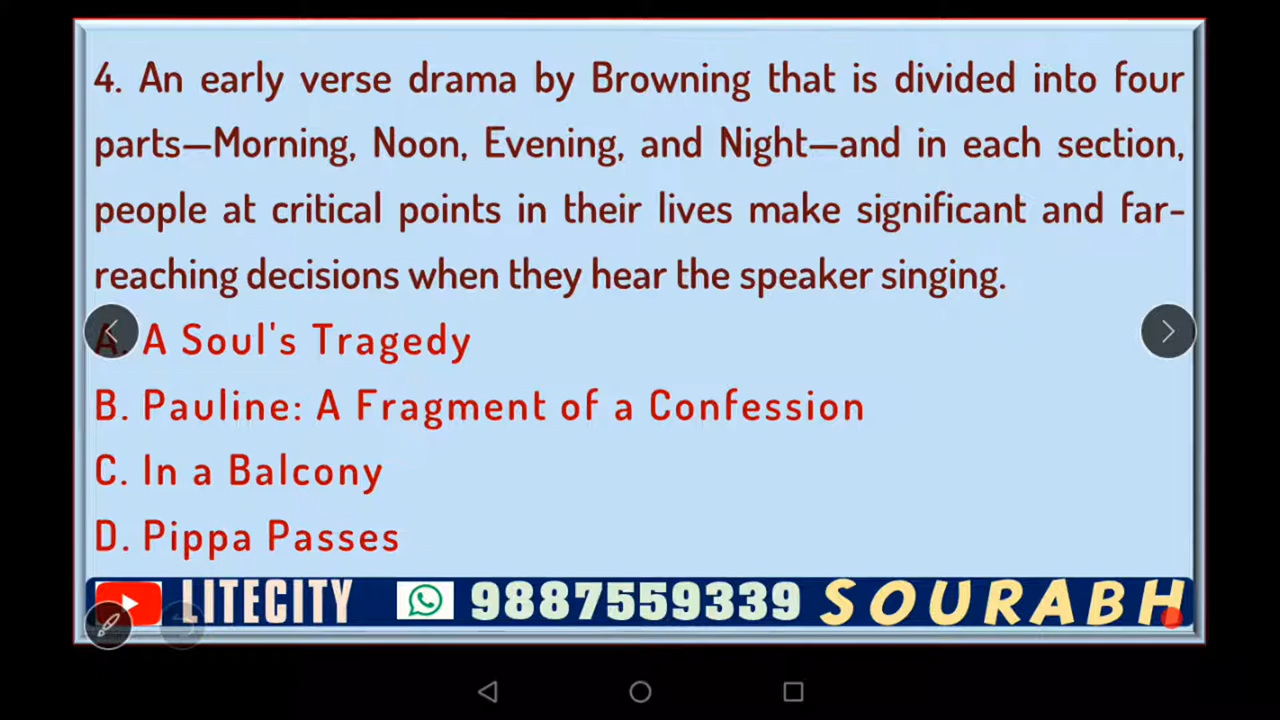 4. An early verse drama by Browning that is divided into four
parts—Morning, Noon, Evening, and Night—and in each section,
people at critical points in their lives make significant and far-
reaching decisions when they hear the speaker singing.
A. A Soul's Tragedy
B. Pauline: A Fragment of a Confession
C. In a Balcony
D. Pippa Passes
LITECITY 9887559339 SOURABH